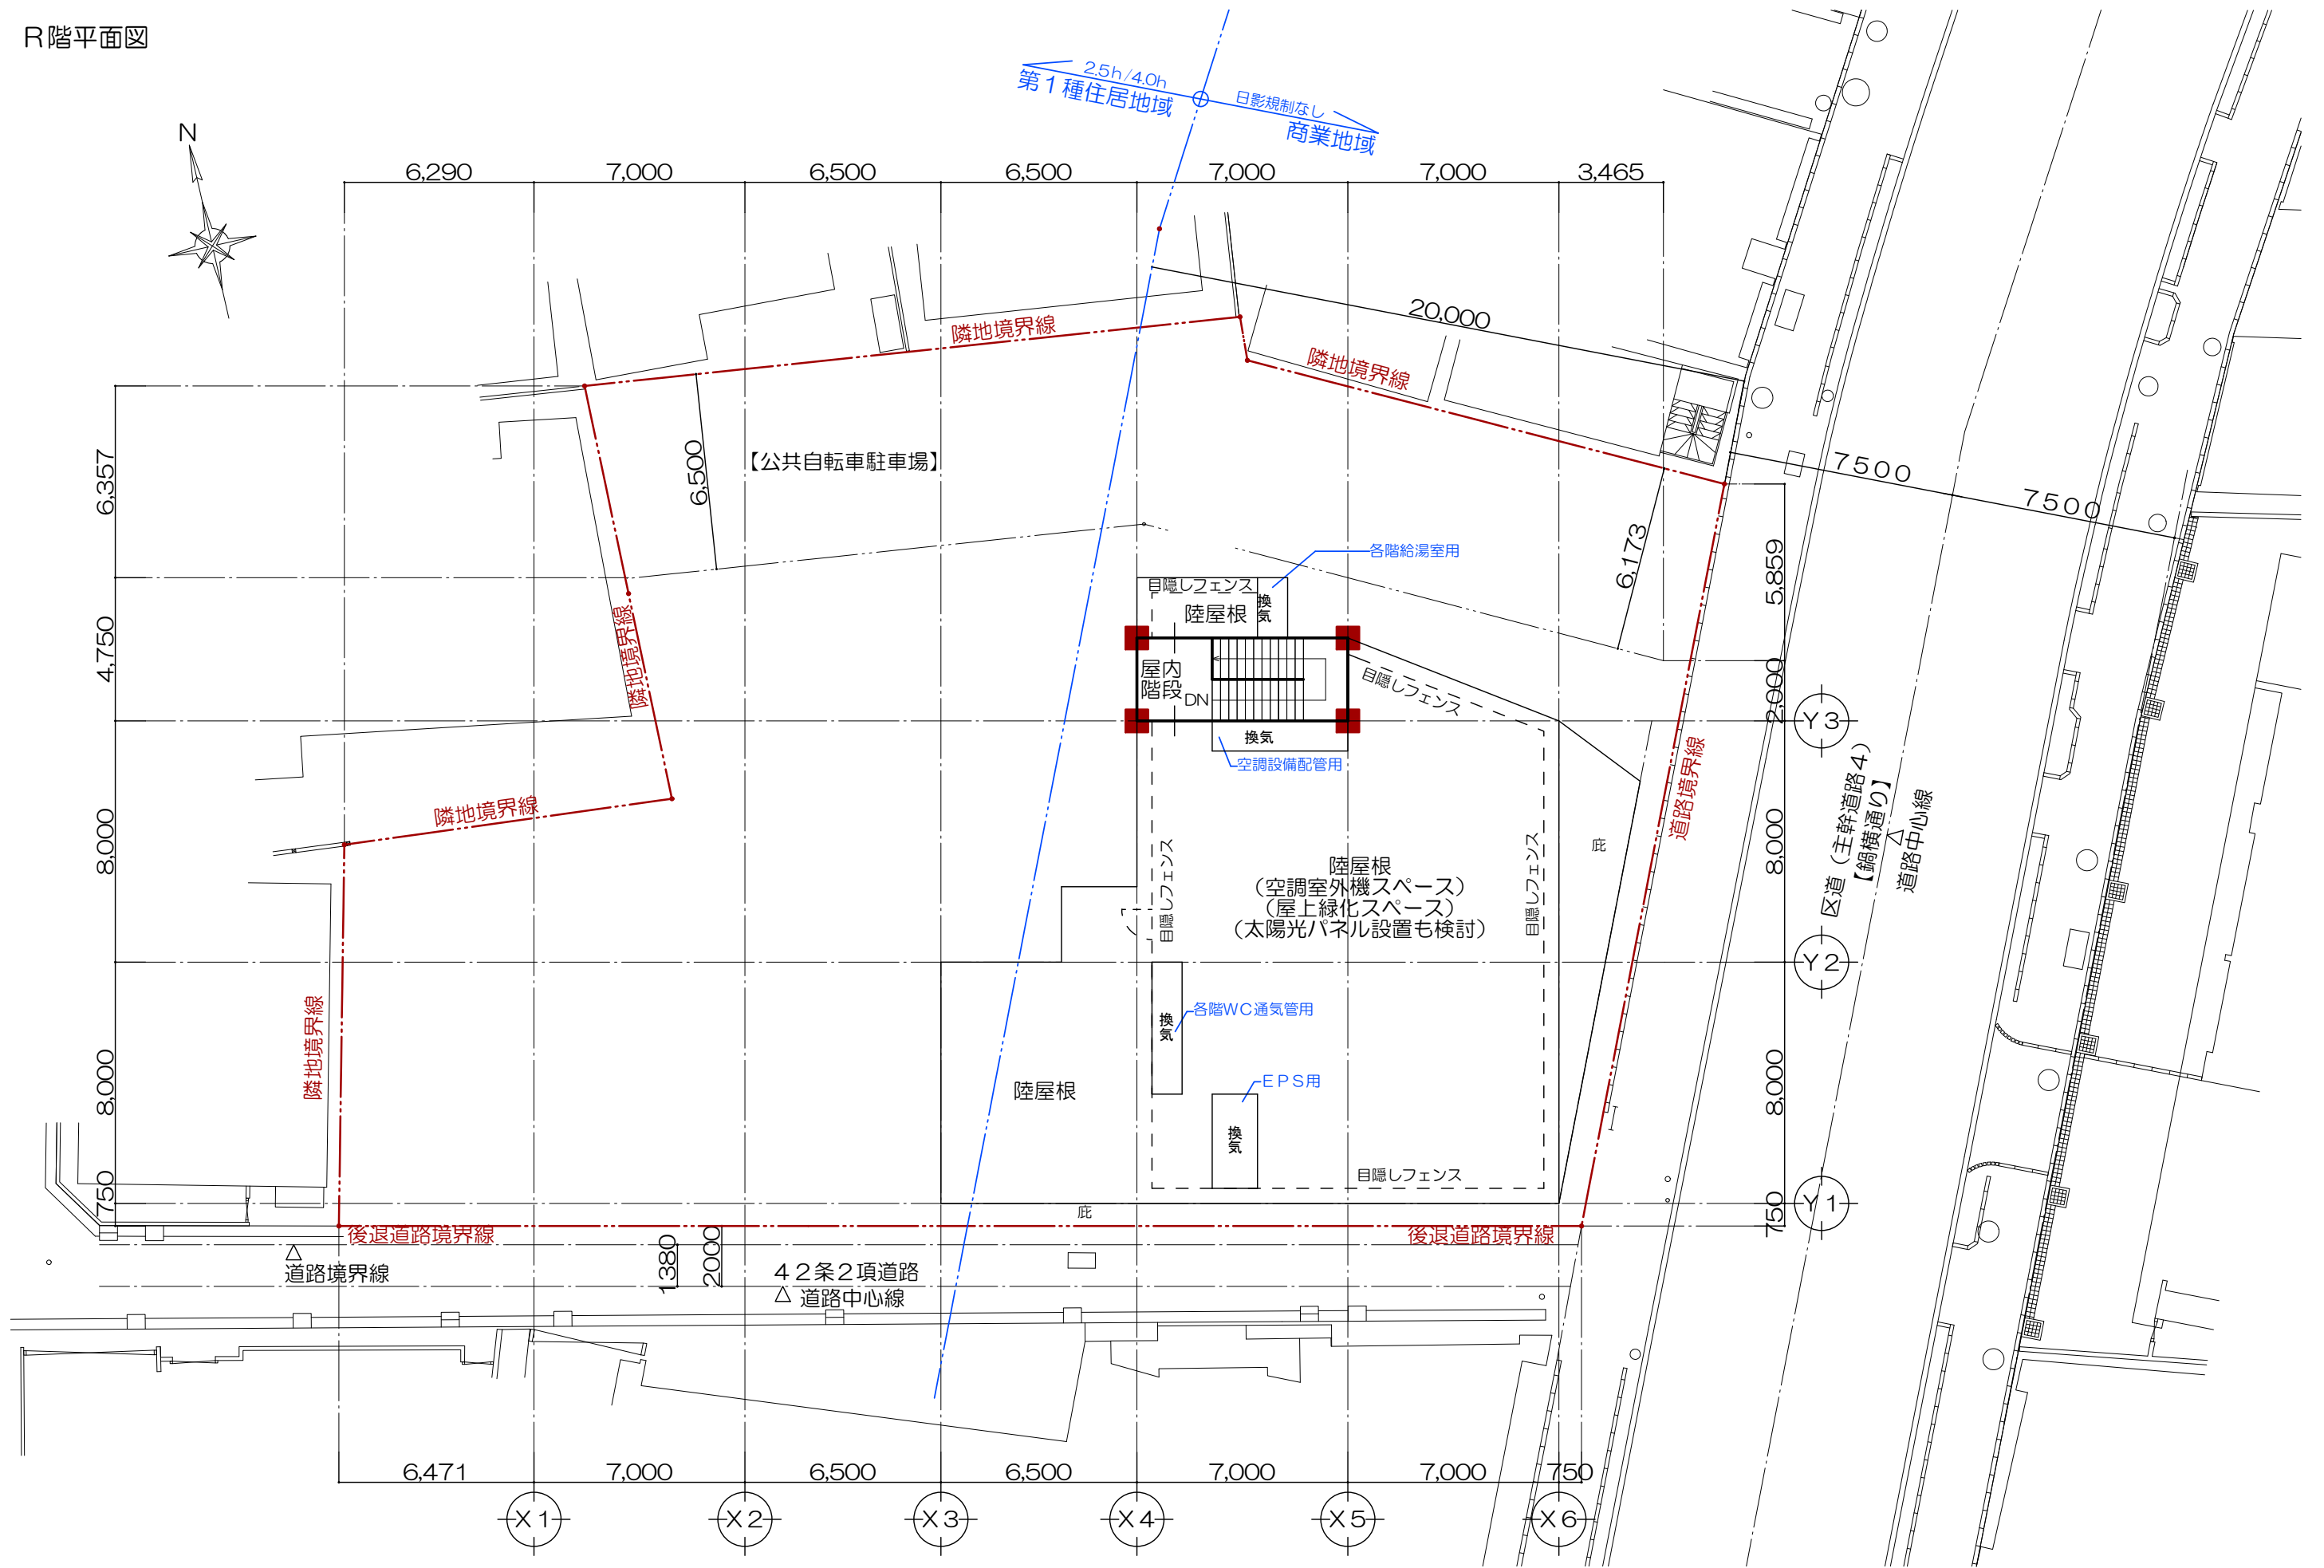 R階平面図
N
2.5h/4.0h
第1種住居地域
日影規制なし
商業地域
6,290
7,000
6,500
6,500
7,000
7,000
3,465
20,000
隣地境界線
隣地境界線
【公共自転車駐車場】
6,500
7500
7500
6,357
6,173
5,859
各階給湯室用
目隠しフェンス
換気
陸屋根
4,750
隣地境界線
屋内
階段
DN
目隠しフェンス
2,000
Y3
換気
空調設備配管用
道路境界線
区道（主幹道路4）
【鍋横通り】
道路中心線
隣地境界線
8,000
8,000
目隠しフェンス
目隠しフェンス
庇
陸屋根
（空調室外機スペース）
（屋上緑化スペース）
（太陽光パネル設置も検討）
Y2
隣地境界線
換気
各階WC通気管用
8,000
8,000
陸屋根
EPS用
換気
目隠しフェンス
750
750
Y1
庇
後退道路境界線
後退道路境界線
道路境界線
1,380
2,000
42条2項道路
道路中心線
6,471
7,000
6,500
6,500
7,000
7,000
750
X1
X2
X3
X4
X5
X6